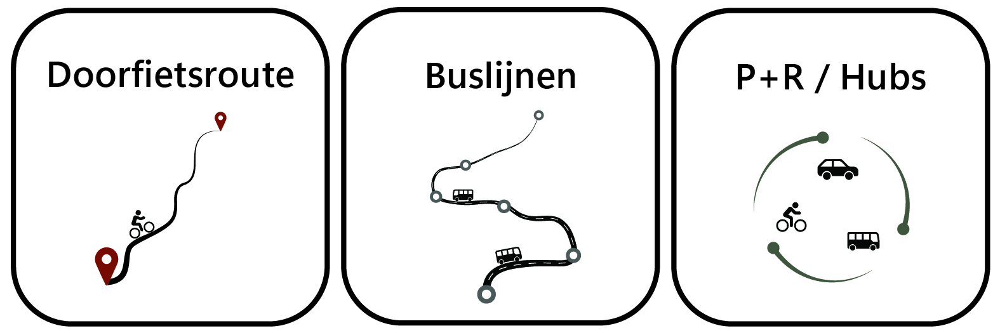 Doorfietsroute
Buslijnen
P+R / Hubs